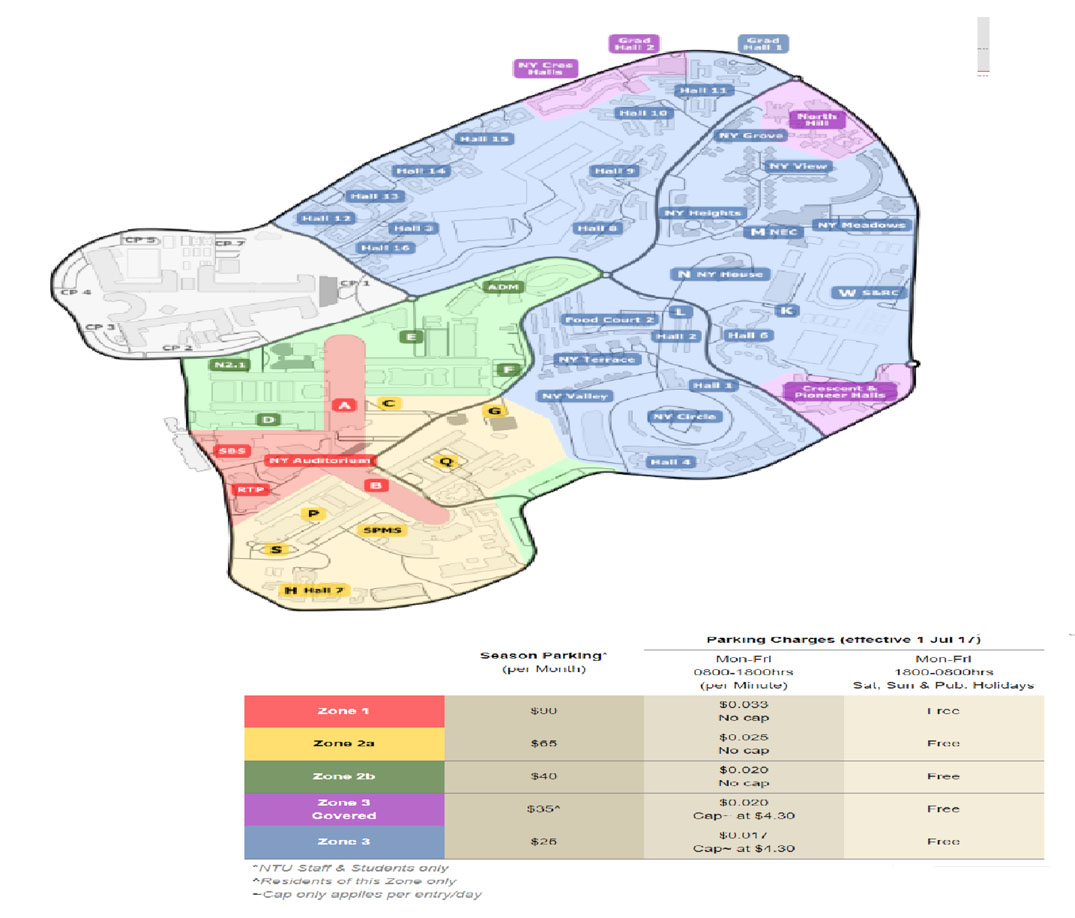 Grad
Hall 2
Grad
Hall 1
NY Cres
Halls
Hall 11
Hall 10
North
Hill
NY Grove
Hall 15
NY View
Hall 14
Hall 9
Hall 13
Hall 12
NY Heights
Hall 3
Hall 8
NY Meadows
M NEC
CP 5
CP 7
Hall 16
N NY House
CP 1
ADM
CP 4
W S&RC
L
K
Food Court 2
CP 3
E
Hall 2
Hall 6
CP 2
NY Terrace
N2.1
F
Hall 1
Crescent &
Pioneer Halls
NY Valley
A
C
G
D
NY Circle
SBS
NY Auditorium
Q
Hall 4
RTP
B
P
SPMS
S
H Hall 7
Parking Charges (effective 1 Jul 17)
Season Parking*
(per Month)
Mon-Fri
0800-1800hrs
(per Minute)
Mon-Fri
1800-0800hrs
Sat, Sun & Pub. Holidays
Zone 1 $90 $0.033 No cap Free
Zone 2a $65 $0.025 No cap Free
Zone 2b $40 $0.020 No cap Free
Zone 3 Covered $35^ $0.020 Cap~ at $4.30 Free
Zone 3 $25 $0.017 Cap~ at $4.30 Free
*NTU Staff & Students only
^Residents of this Zone only
~Cap only applies per entry/day